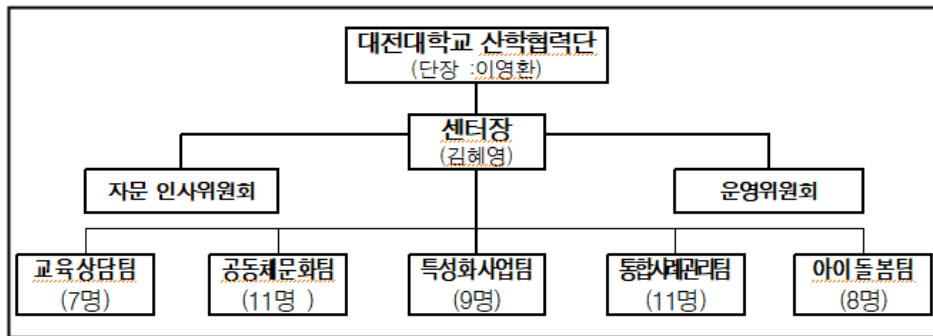 대전대학교 산학협력단
(단장 :이영환)
센터장
(김혜영)
자문 인사위원회
운영위원회
교육상담팀
(7명)
공동체문화팀
(11명 )
특성화사업팀
(9명)
통합사례관리팀
(11명)
아이돌봄팀
(8명)